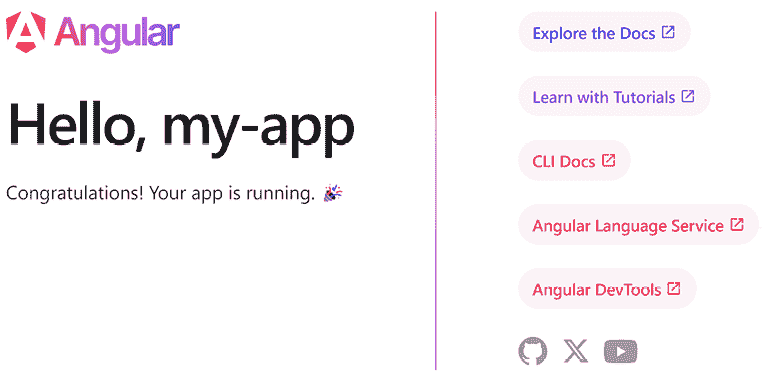 Angular
Hello, my-app
Congratulations! Your app is running. 🎉
Explore the Docs
Learn with Tutorials
CLI Docs
Angular Language Service
Angular DevTools